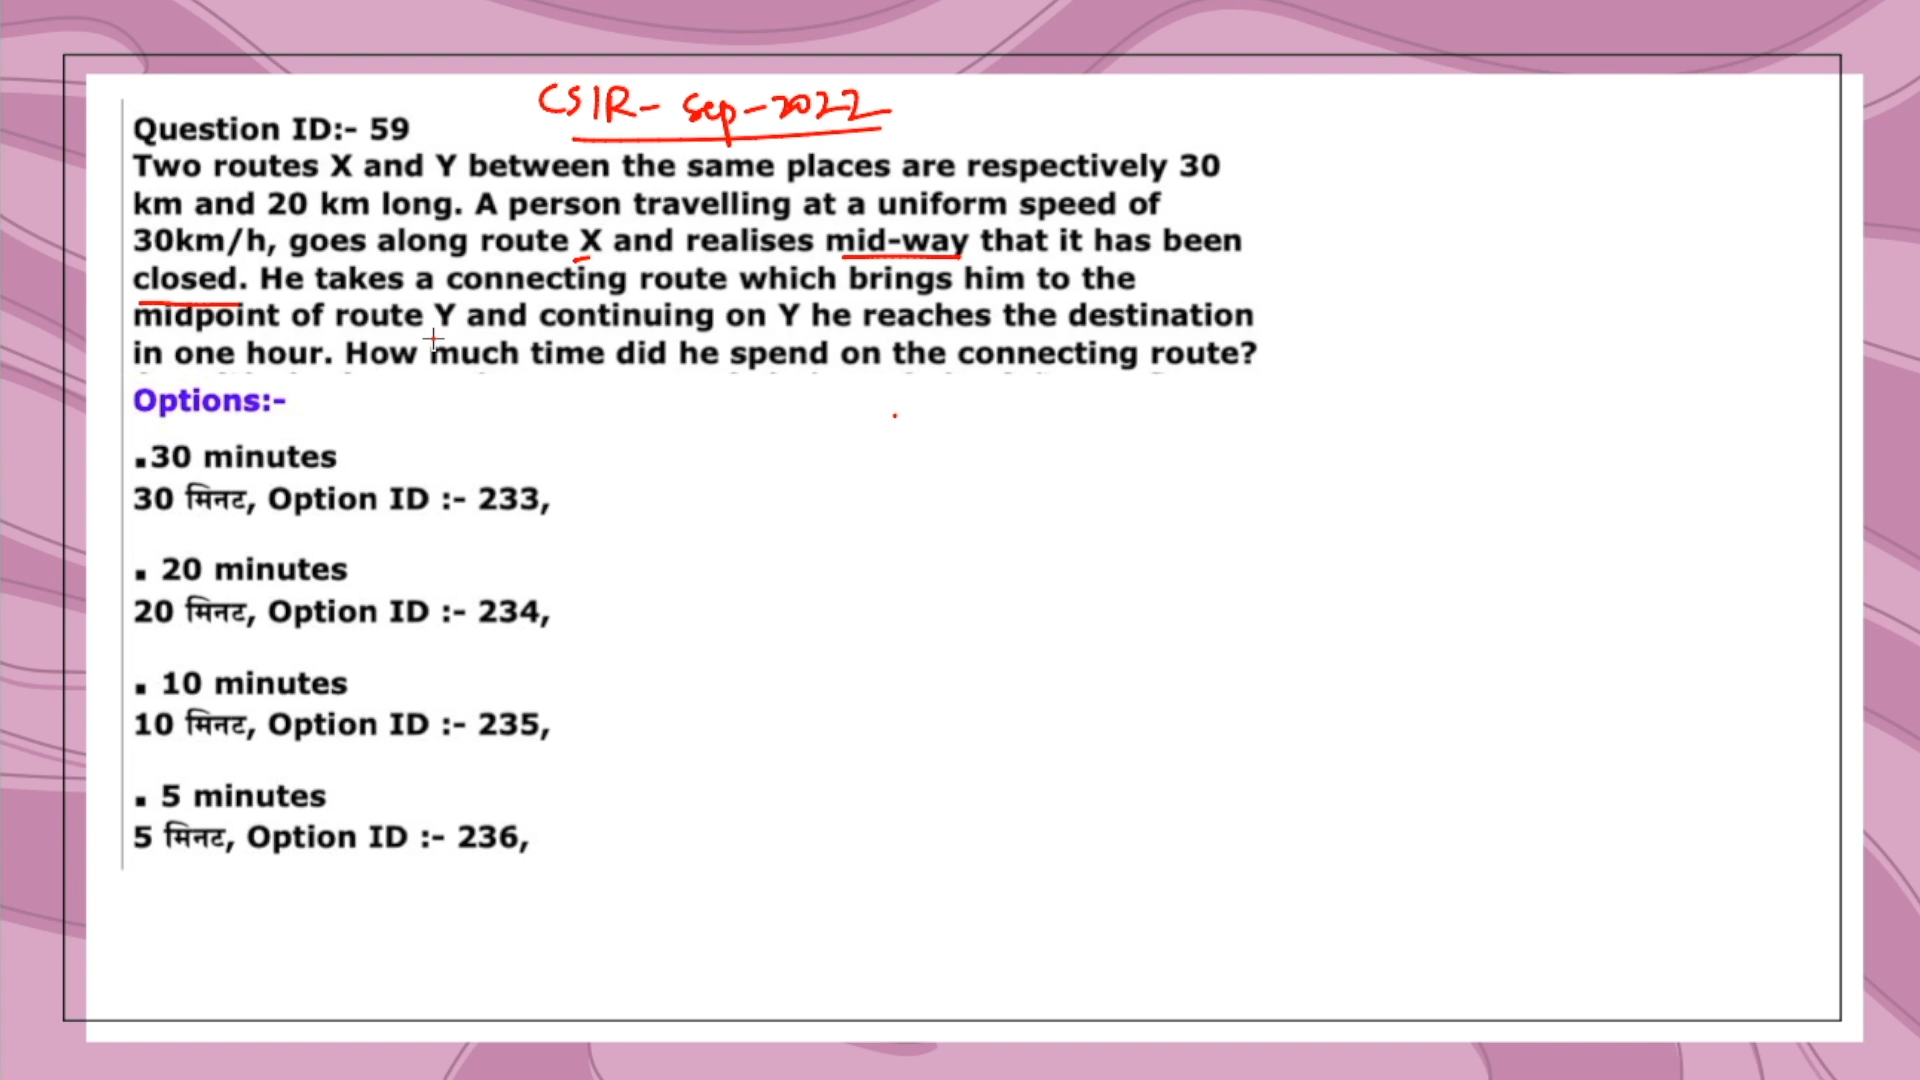 CSIR- Sep-2022
Question ID:- 59
Two routes X and Y between the same places are respectively 30
km and 20 km long. A person travelling at a uniform speed of
30km/h, goes along route X and realises mid-way that it has been
closed. He takes a connecting route which brings him to the
midpoint of route Y and continuing on Y he reaches the destination
in one hour. How much time did he spend on the connecting route?
Options:-
.30 minutes
30 मिनट, Option ID :- 233,
. 20 minutes
20 मिनट, Option ID :- 234,
. 10 minutes
10 मिनट, Option ID :- 235,
. 5 minutes
5 मिनट, Option ID :- 236,